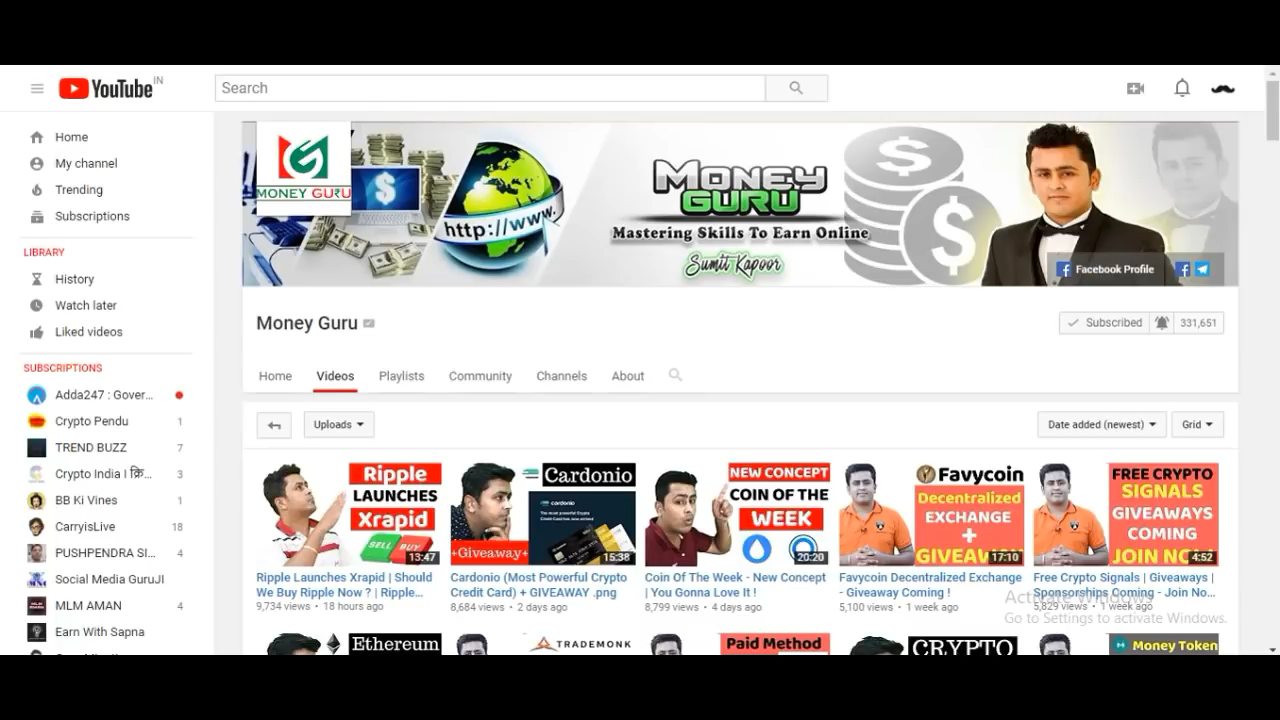 YouTube IN
Search
Home
My channel
Trending
Subscriptions
LIBRARY
History
Watch later
Liked videos
SUBSCRIPTIONS
Adda247 : Gover...
Crypto Pendu 1
TREND BUZZ 7
Crypto India I क्रि... 3
BB Ki Vines 1
CarryisLive 18
PUSHPENDRA SI... 4
Social Media GuruJI
MLM AMAN 4
Earn With Sapna
MONEY GURU
http://www.
MONEY
GURU
Mastering Skills To Earn Online
Sumit Kapoor
Facebook Profile
Money Guru
Subscribed 331,651
Home Videos Playlists Community Channels About
Uploads
Date added (newest) Grid
Ripple
LAUNCHES
Xrapid
SELL BUY
13:47
Ripple Launches Xrapid | Should
We Buy Ripple Now ? | Ripple...
9,734 views • 18 hours ago
Cardonio
cardonio
+Giveaway+
15:38
Cardonio (Most Powerful Crypto
Credit Card) + GIVEAWAY .png
8,684 views • 2 days ago
NEW CONCEPT
COIN OF THE
WEEK
20:20
Coin Of The Week - New Concept
| You Gonna Love It !
8,799 views • 4 days ago
Favycoin
Decentralized
EXCHANGE
+
GIVEAW
17:10
Favycoin Decentralized Exchange
- Giveaway Coming !
5,100 views • 1 week ago
FREE CRYPTO
SIGNALS
GIVEAWAYS
COMING
JOIN NO
4:52
Free Crypto Signals | Giveaways |
Sponsorships Coming - Join No...
5,829 views • 1 week ago
Activate Windows
Go to Settings to activate Windows.
Ethereum
TRADEMONK
Paid Method
CRYPTO
Money Token